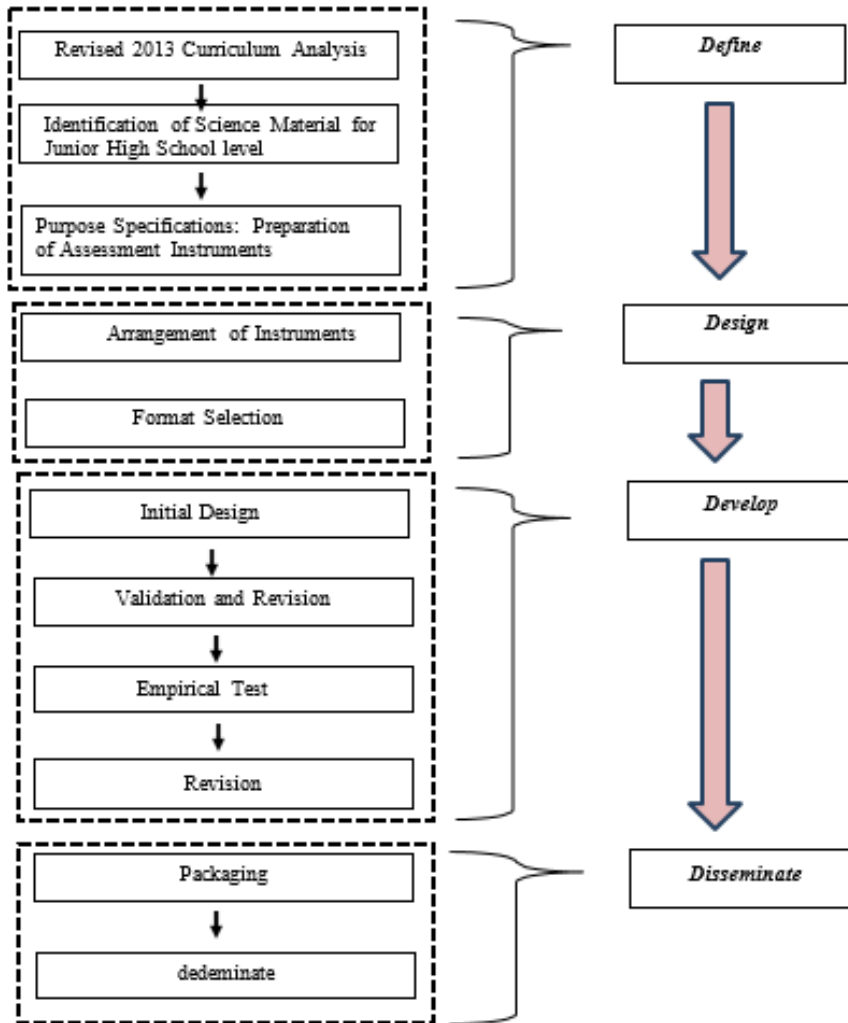 Revised 2013 Curriculum Analysis
Define
Identification of Science Material for
Junior High School level
Purpose Specifications: Preparation
of Assessment Instruments
Arrangement of Instruments
Design
Format Selection
Initial Design
Develop
Validation and Revision
Empirical Test
Revision
Packaging
Disseminate
dedeminate